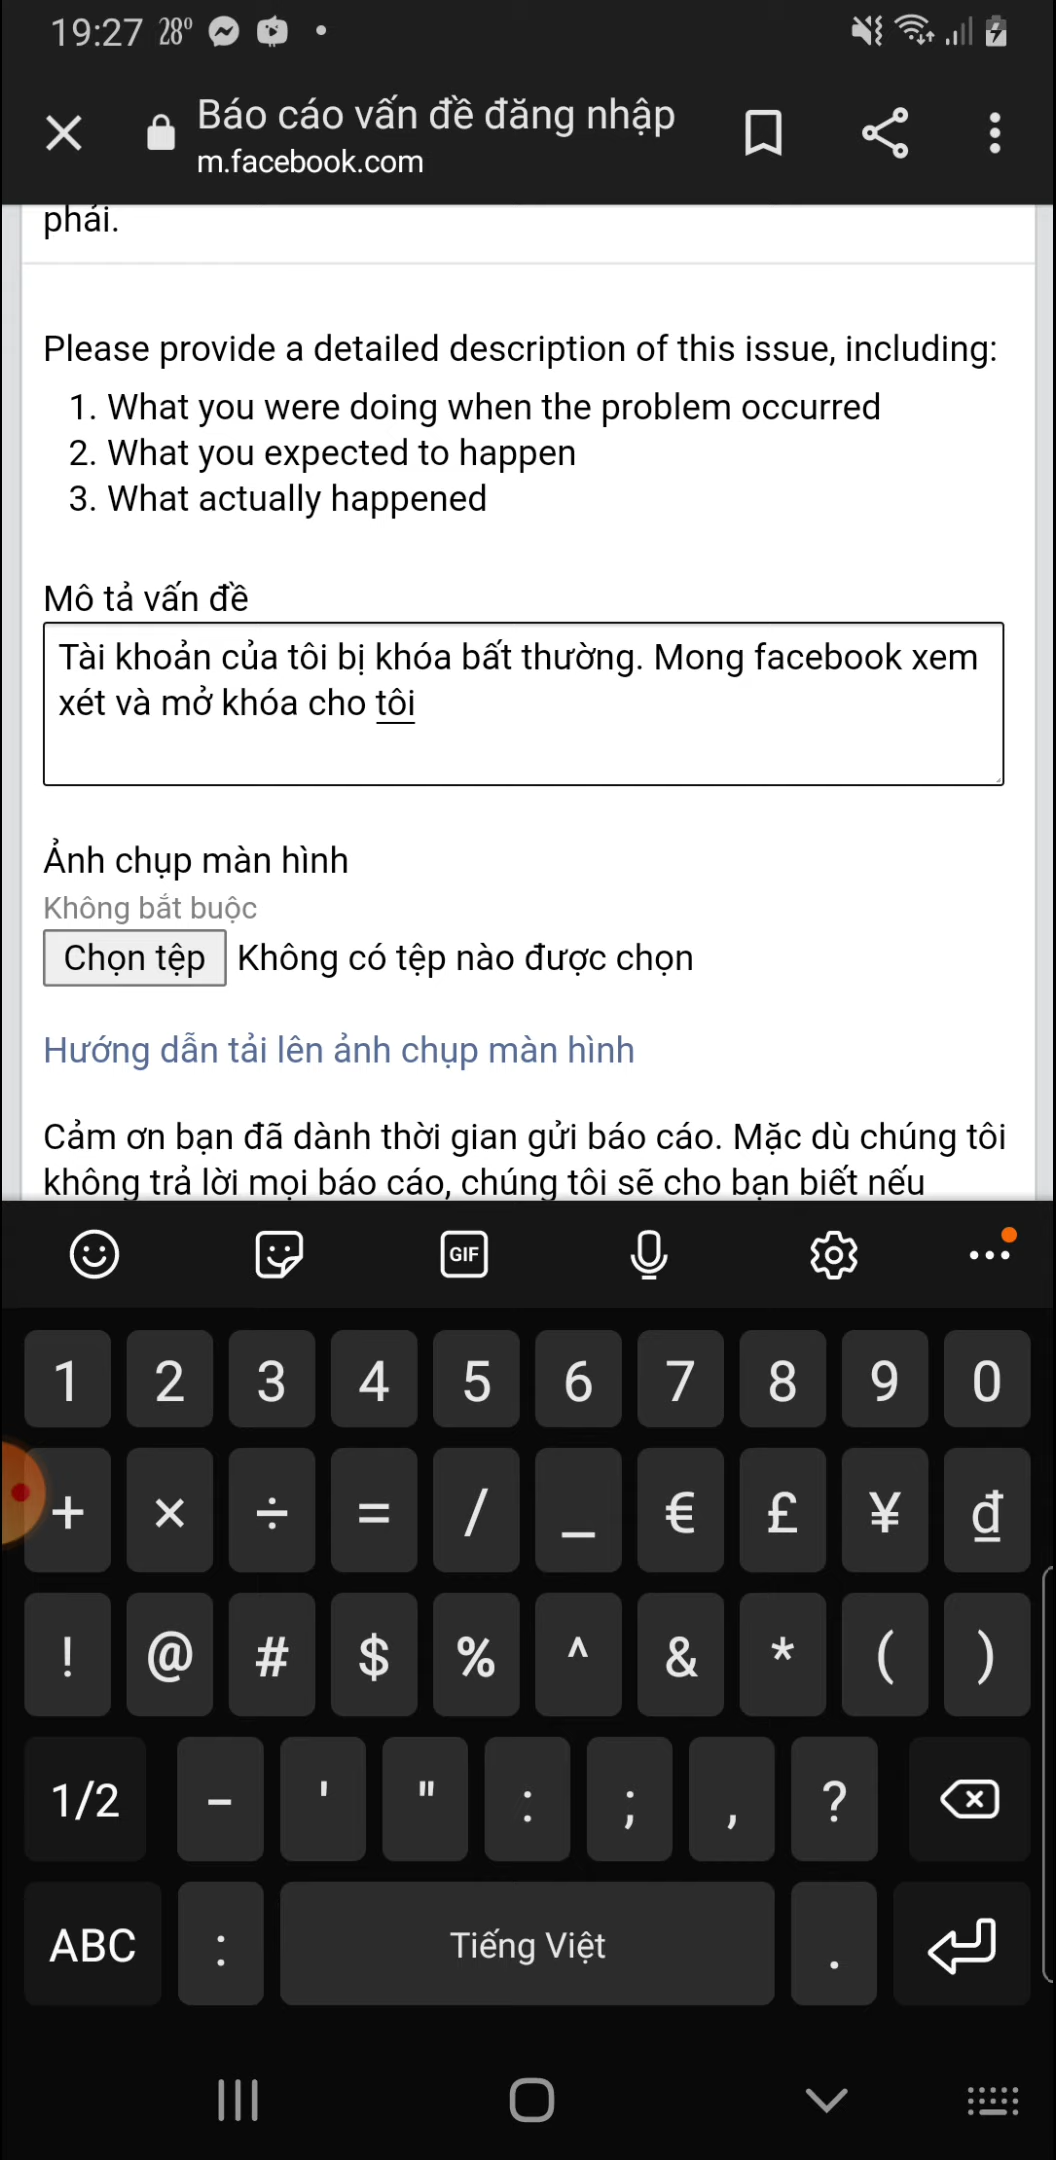 19:27 28°
Báo cáo vấn đề đăng nhập
m.facebook.com
phải.
Please provide a detailed description of this issue, including:
1. What you were doing when the problem occurred
2. What you expected to happen
3. What actually happened
Mô tả vấn đề
Tài khoản của tôi bị khóa bất thường. Mong facebook xem
xét và mở khóa cho tôi
Ảnh chụp màn hình
Không bắt buộc
Chọn tệp Không có tệp nào được chọn
Hướng dẫn tải lên ảnh chụp màn hình
Cảm ơn bạn đã dành thời gian gửi báo cáo. Mặc dù chúng tôi
không trả lời mọi báo cáo, chúng tôi sẽ cho bạn biết nếu
GIF
1 2 3 4 5 6 7 8 9 0
+ × ÷ = / _ € £ ¥ ₫
! @ # $ % ^ & * ( )
1/2 - ' " : ; , ?
ABC : Tiếng Việt .